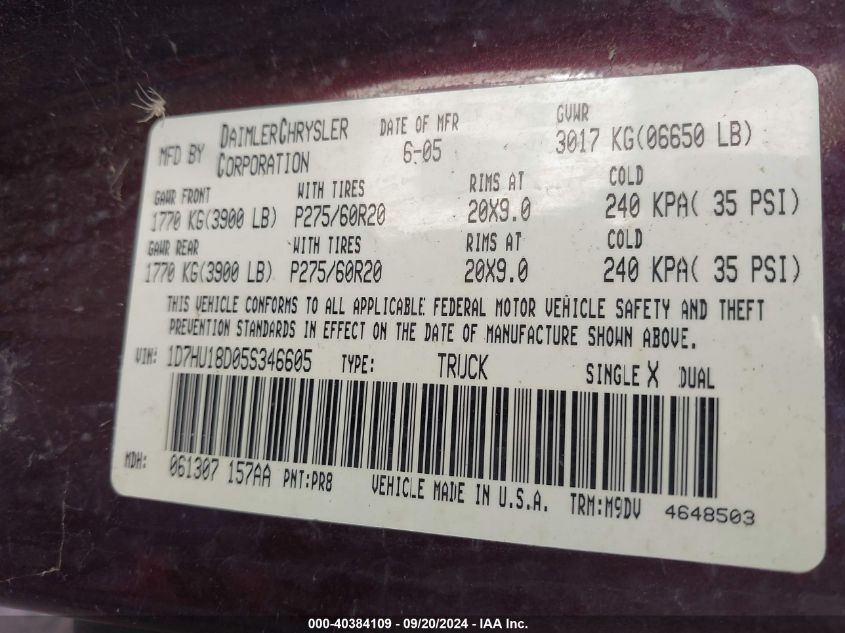 MFD BY DAIMLERCHRYSLER CORPORATION DATE OF MFR 6-05 GVWR 3017 KG(06650 LB)
GAWR FRONT WITH TIRES RIMS AT COLD
1770 KG(3900 LB) P275/60R20 20X9.0 240 KPA( 35 PSI)
GAWR REAR WITH TIRES RIMS AT COLD
1770 KG(3900 LB) P275/60R20 20X9.0 240 KPA( 35 PSI)
THIS VEHICLE CONFORMS TO ALL APPLICABLE FEDERAL MOTOR VEHICLE SAFETY AND THEFT
PREVENTION STANDARDS IN EFFECT ON THE DATE OF MANUFACTURE SHOWN ABOVE.
VIN: 1D7HU18D05S346605 TYPE: TRUCK SINGLE X DUAL
MDH: 061307 157AA PNT:PR8 VEHICLE MADE IN U.S.A. TRM:M9DV 4648503
000-40384109 - 09/20/2024 - IAA Inc.